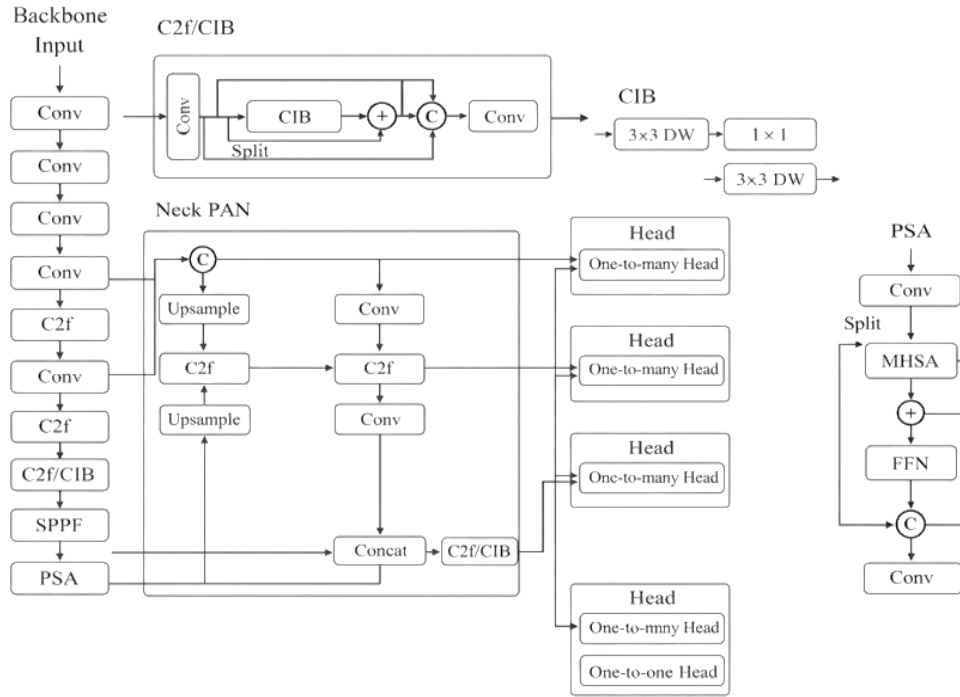 Backbone
Input
Conv
Conv
Conv
Conv
C2f
Conv
C2f
C2f/CIB
SPPF
PSA
C2f/CIB
Conv
CIB
+
C
Conv
Split
CIB
3×3 DW
1 × 1
3×3 DW
Neck PAN
C
Upsample
Conv
C2f
C2f
Upsample
Conv
Concat
C2f/CIB
Head
One-to-many Head
Head
One-to-many Head
Head
One-to-many Head
Head
One-to-mny Head
One-to-one Head
PSA
Conv
Split
MHSA
+
FFN
C
Conv